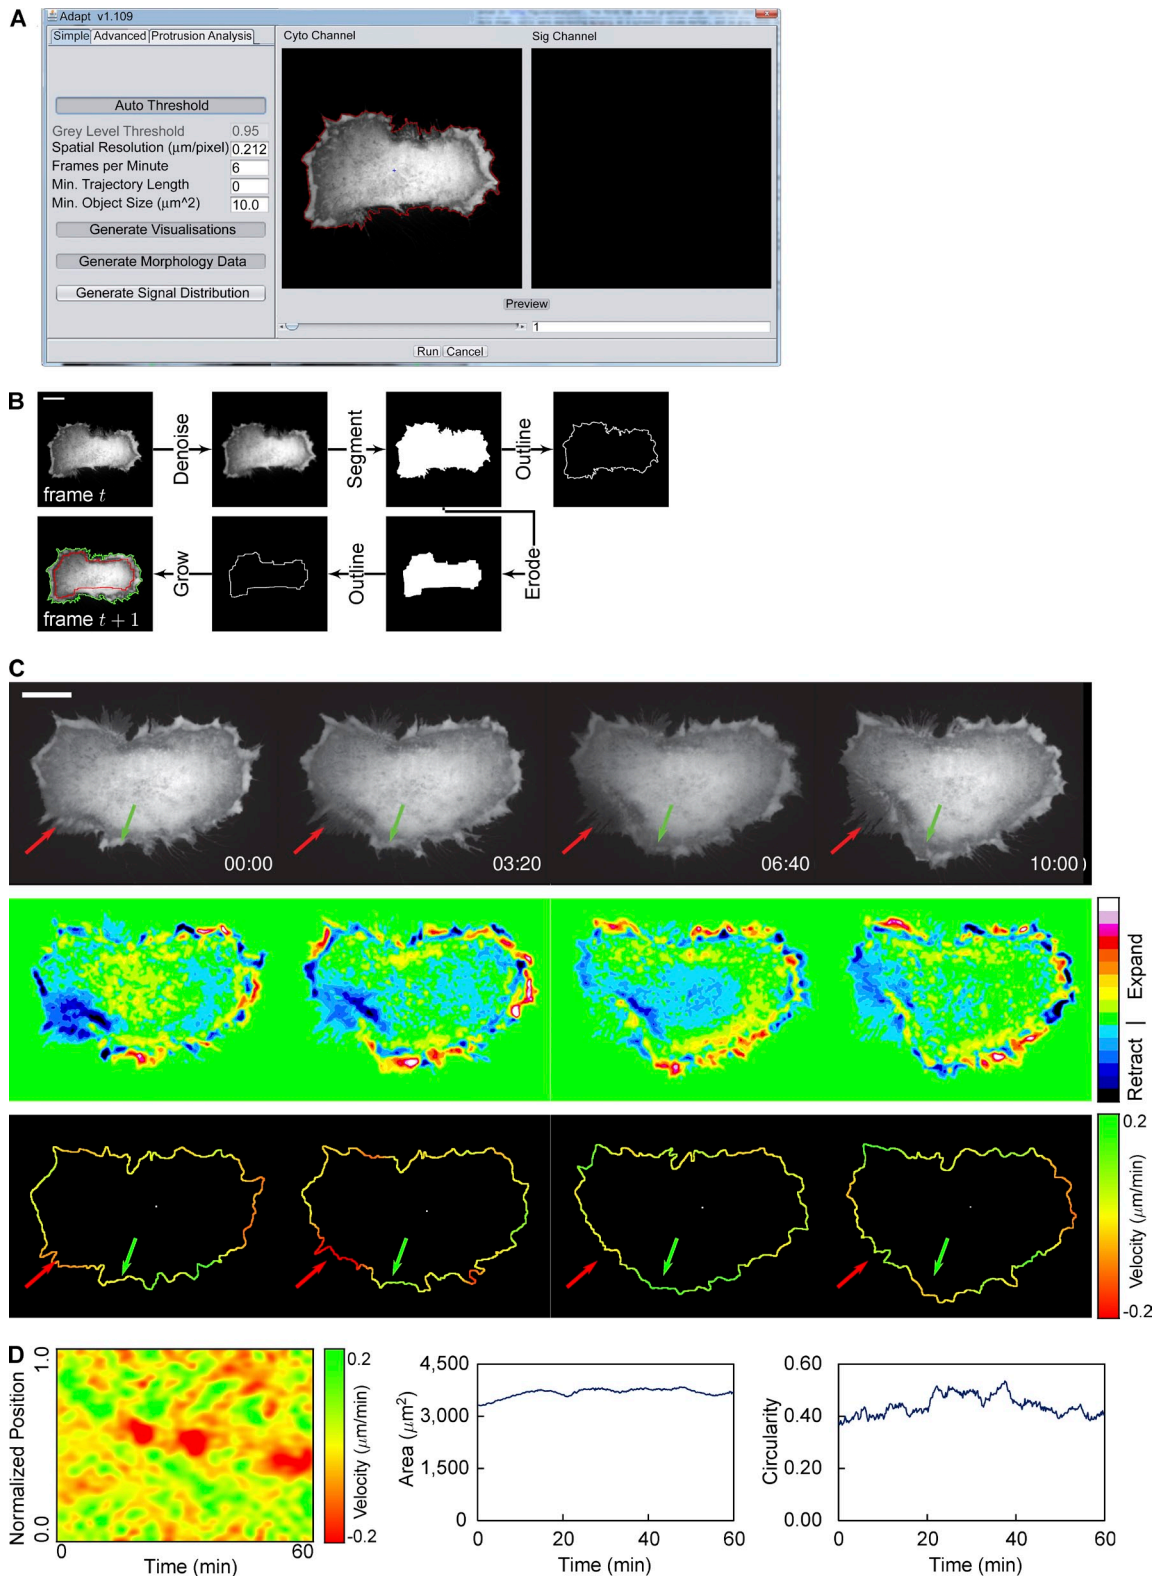 A
Adapt v1.109
Simple Advanced Protrusion Analysis
Cyto Channel
Sig Channel
Auto Threshold
Grey Level Threshold 0.95
Spatial Resolution (μm/pixel) 0.212
Frames per Minute 6
Min. Trajectory Length 0
Min. Object Size (μm^2) 10.0
Generate Visualisations
Generate Morphology Data
Generate Signal Distribution
Preview
1
Run Cancel
B
frame t
Denoise
Segment
Outline
Erode
Outline
Grow
frame t + 1
C
00:00
03:20
06:40
10:00 )
Retract | Expand
0.2
Velocity (μm/min)
-0.2
D
Normalized Position
1.0
0.0
0
60
Time (min)
0.2
Velocity (μm/min)
-0.2
Area (μm²)
4,500
3,000
1,500
0
0 20 40 60
Time (min)
Circularity
0.60
0.40
0.20
0.00
0 20 40 60
Time (min)